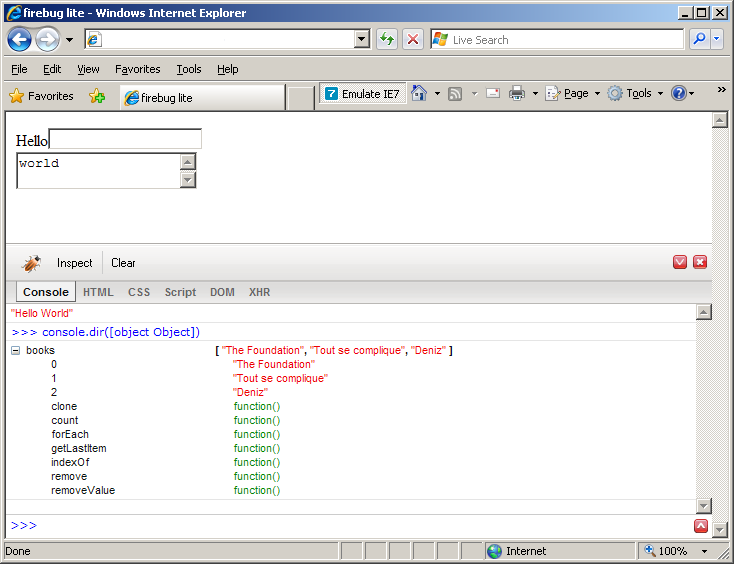 firebug lite - Windows Internet Explorer
Live Search
File Edit View Favorites Tools Help
Favorites firebug lite 7 Emulate IE7 Page Tools ? »
Hello
world
Inspect Clear
Console HTML CSS Script DOM XHR
"Hello World"
>>> console.dir([object Object])
books [ "The Foundation", "Tout se complique", "Deniz" ]
0 "The Foundation"
1 "Tout se complique"
2 "Deniz"
clone function()
count function()
forEach function()
getLastItem function()
indexOf function()
remove function()
removeValue function()
>>>
Done Internet 100%